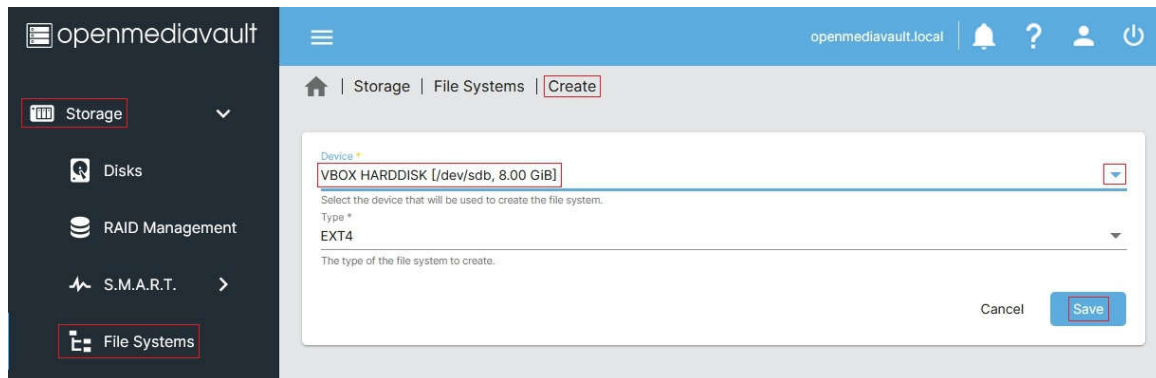 openmediavault
openmediavault.local
Storage
Disks
RAID Management
S.M.A.R.T.
File Systems
| Storage | File Systems | Create
Device *
VBOX HARDDISK [/dev/sdb, 8.00 GiB]
Select the device that will be used to create the file system.
Type *
EXT4
The type of the file system to create.
Cancel Save